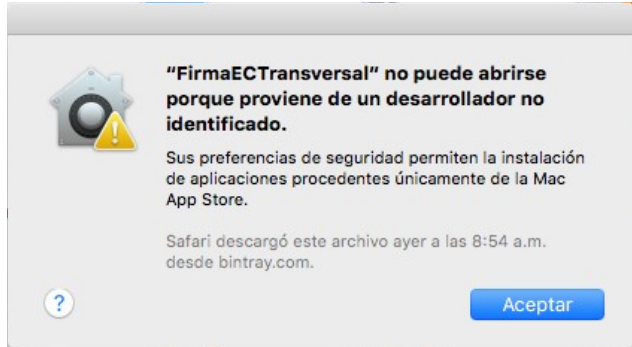 “FirmaECTransversal” no puede abrirse
porque proviene de un desarrollador no
identificado.
Sus preferencias de seguridad permiten la instalación
de aplicaciones procedentes únicamente de la Mac
App Store.
Safari descargó este archivo ayer a las 8:54 a.m.
desde bintray.com.
?
Aceptar